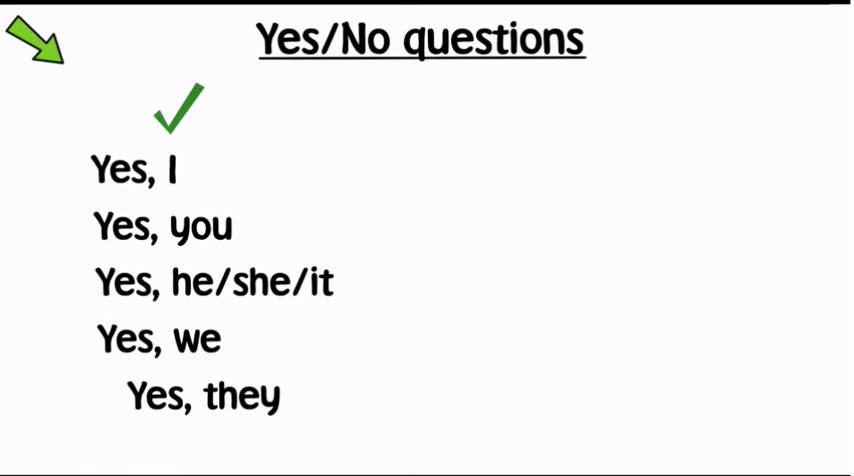 Yes/No questions
Yes, I
Yes, you
Yes, he/she/it
Yes, we
Yes, they